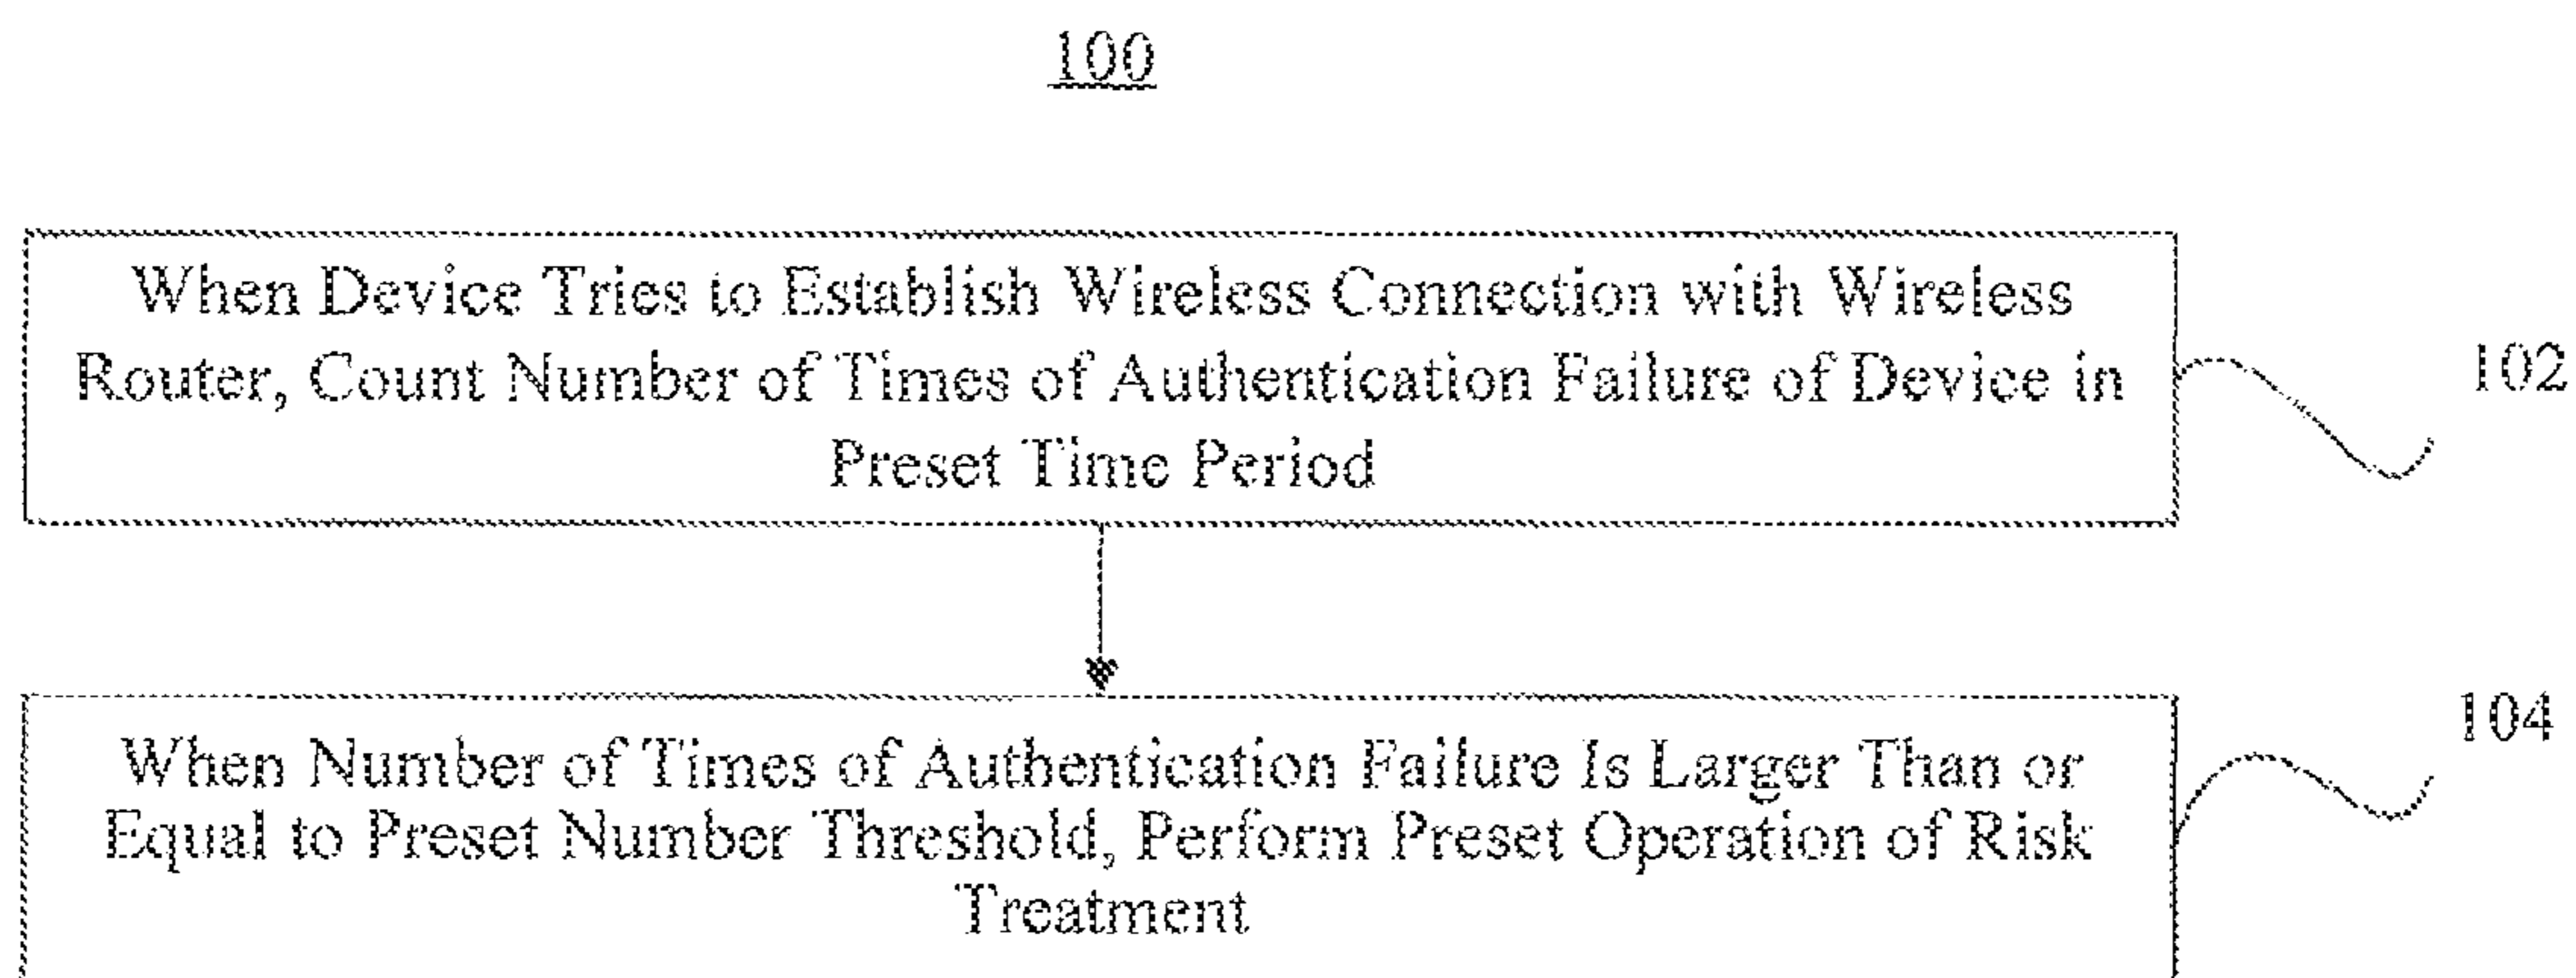 100
When Device Tries to Establish Wireless Connection with Wireless
Router, Count Number of Times of Authentication Failure of Device in
Preset Time Period
102
When Number of Times of Authentication Failure Is Larger Than or
Equal to Preset Number Threshold, Perform Preset Operation of Risk
Treatment
104